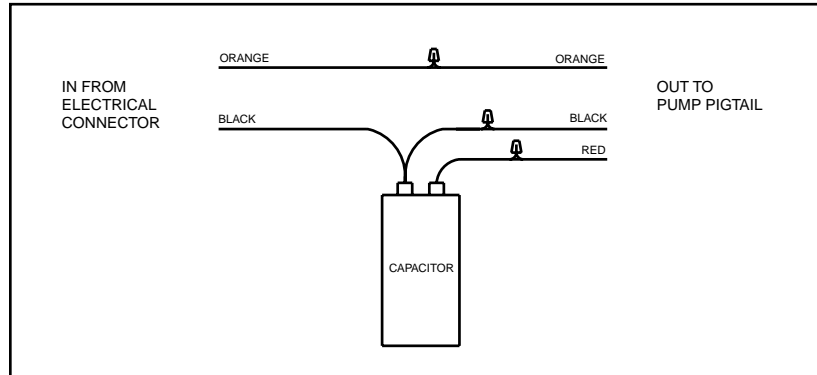 ORANGE
ORANGE
IN FROM
ELECTRICAL
CONNECTOR
OUT TO
PUMP PIGTAIL
BLACK
BLACK
RED
CAPACITOR